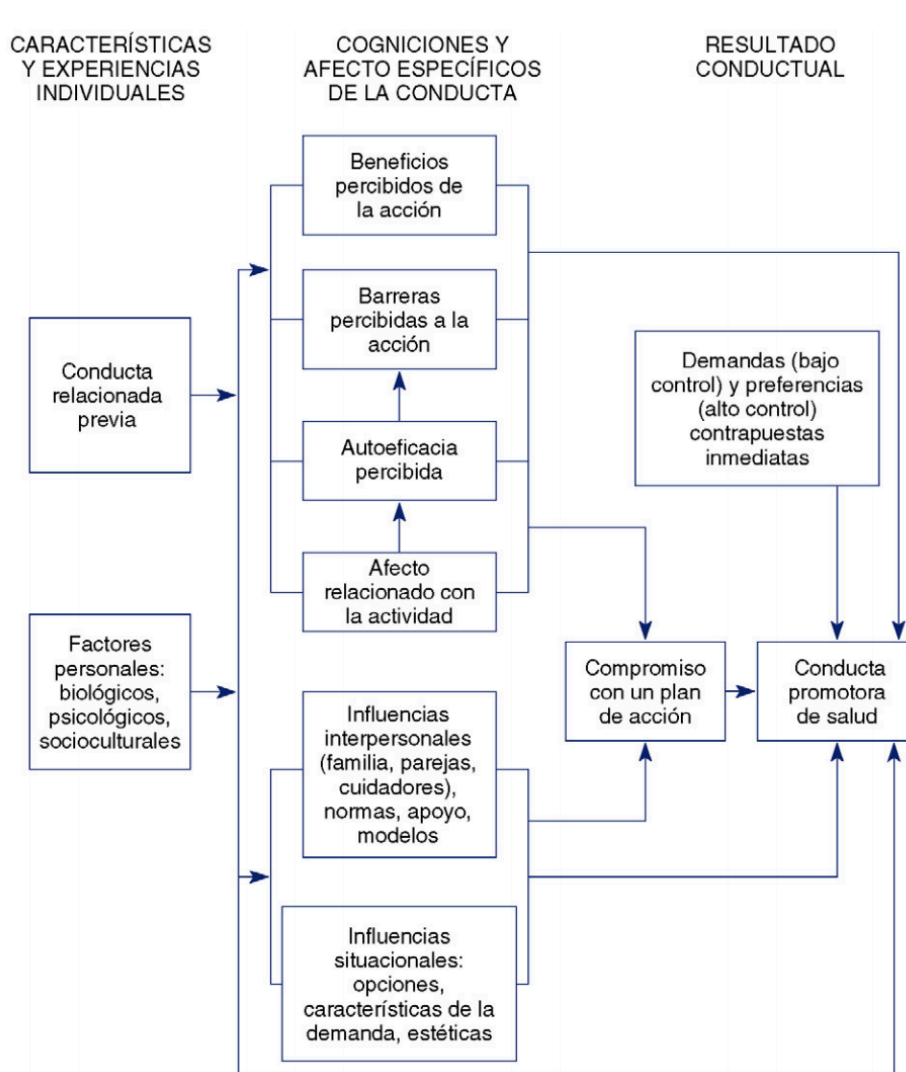 CARACTERÍSTICAS
Y EXPERIENCIAS
INDIVIDUALES
COGNICIONES Y
AFECTO ESPECÍFICOS
DE LA CONDUCTA
RESULTADO
CONDUCTUAL
Conducta
relacionada
previa
Factores
personales:
biológicos,
psicológicos,
socioculturales
Beneficios
percibidos de
la acción
Barreras
percibidas a la
acción
Autoeficacia
percibida
Afecto
relacionado con
la actividad
Influencias
interpersonales
(familia, parejas,
cuidadores),
normas, apoyo,
modelos
Influencias
situacionales:
opciones,
características de la
demanda, estéticas
Demandas (bajo
control) y preferencias
(alto control)
contrapuestas
inmediatas
Compromiso
con un plan
de acción
Conducta
promotora
de salud